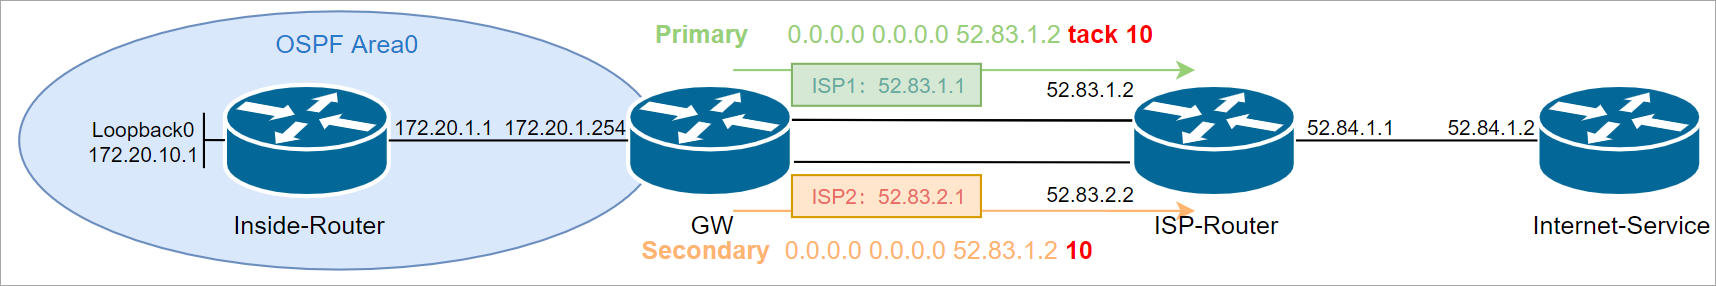 OSPF Area0
Primary 0.0.0.0 0.0.0.0 52.83.1.2 tack 10
ISP1：52.83.1.1
52.83.1.2
Loopback0
172.20.10.1
172.20.1.1 172.20.1.254
52.84.1.1 52.84.1.2
ISP2：52.83.2.1
52.83.2.2
Inside-Router GW ISP-Router Internet-Service
Secondary 0.0.0.0 0.0.0.0 52.83.1.2 10